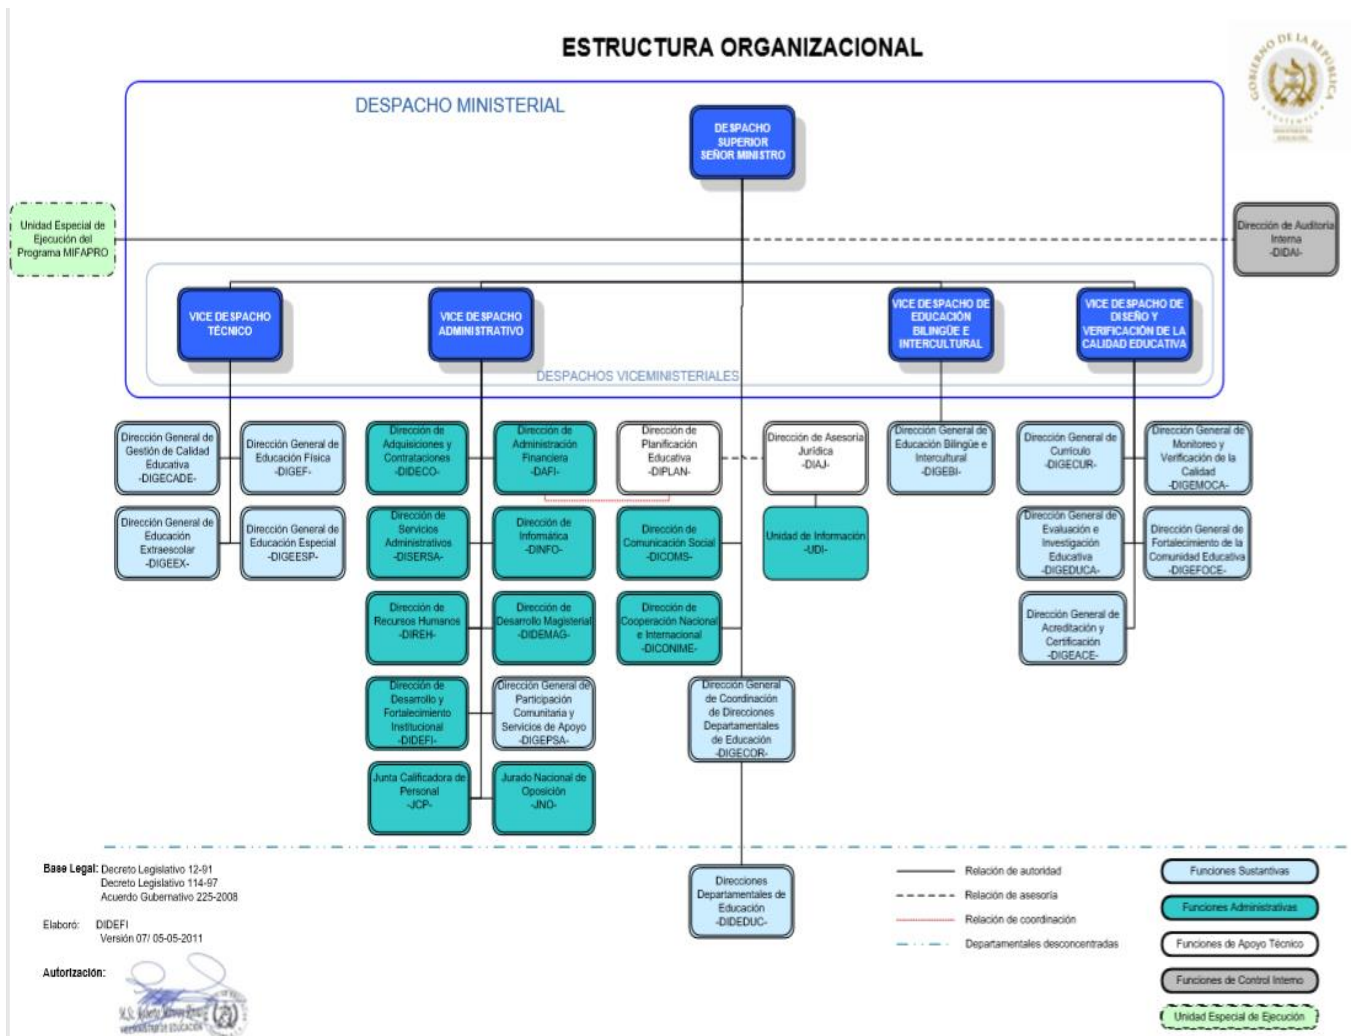 ESTRUCTURA ORGANIZACIONAL
GOBIERNO DE LA REPÚBLICA
DESPACHO MINISTERIAL
DESPACHO
SUPERIOR
SEÑOR MINISTRO
Unidad Especial de
Ejecución del
Programa MIFAPRO
Dirección de Auditoria
Interna
-DIDAI-
VICE DESPACHO
TÉCNICO
VICE DESPACHO
ADMINISTRATIVO
VICE DESPACHO DE
EDUCACIÓN
BILINGÜE E
INTERCULTURAL
VICE DESPACHO DE
DISEÑO Y
VERIFICACIÓN DE LA
CALIDAD EDUCATIVA
DESPACHOS VICEMINISTERIALES
Dirección General de
Gestión de Calidad
Educativa
-DIGECADE-
Dirección General de
Educación Física
-DIGEF-
Dirección de
Adquisiciones y
Contrataciones
-DIDECO-
Dirección de
Administración
Financiera
-DAFI-
Dirección de
Planificación
Educativa
-DIPLAN-
Dirección de Asesoría
Jurídica
-DIAJ-
Dirección General de
Educación Bilingüe e
Intercultural
-DIGEBI-
Dirección General de
Currículo
-DIGECUR-
Dirección General de
Monitoreo y
Verificación de la
Calidad
-DIGEMOCA-
Dirección General de
Educación
Extraescolar
-DIGEEX-
Dirección General de
Educación Especial
-DIGEESP-
Dirección de
Servicios
Administrativos
-DISERSA-
Dirección de
Informática
-DINFO-
Dirección de
Comunicación Social
-DICOMS-
Unidad de Información
-UDI-
Dirección General de
Evaluación e
Investigación
Educativa
-DIGEDUCA-
Dirección General de
Fortalecimiento de la
Comunidad Educativa
-DIGEFOCE-
Dirección de
Recursos Humanos
-DIREH-
Dirección de
Desarrollo Magisterial
-DIDEMAG-
Dirección de
Cooperación Nacional
e Internacional
-DICONIME-
Dirección General de
Acreditación y
Certificación
-DIGEACE-
Dirección de
Desarrollo y
Fortalecimiento
Institucional
-DIDEFI-
Dirección General de
Participación
Comunitaria y
Servicios de Apoyo
-DIGEPSA-
Dirección General
de Coordinación
de Direcciones
Departamentales
de Educación
-DIGECOR-
Junta Calificadora de
Personal
-JCP-
Jurado Nacional de
Oposición
-JNO-
Direcciones
Departamentales de
Educación
-DIDEDUC-
Base Legal: Decreto Legislativo 12-91
Decreto Legislativo 114-97
Acuerdo Gubernativo 225-2008
Elaboró: DIDEFI
Versión 07/ 05-05-2011
Autorización:
Relación de autoridad
Relación de asesoría
Relación de coordinación
Departamentales desconcentradas
Funciones Sustantivas
Funciones Administrativas
Funciones de Apoyo Técnico
Funciones de Control Interno
Unidad Especial de Ejecución